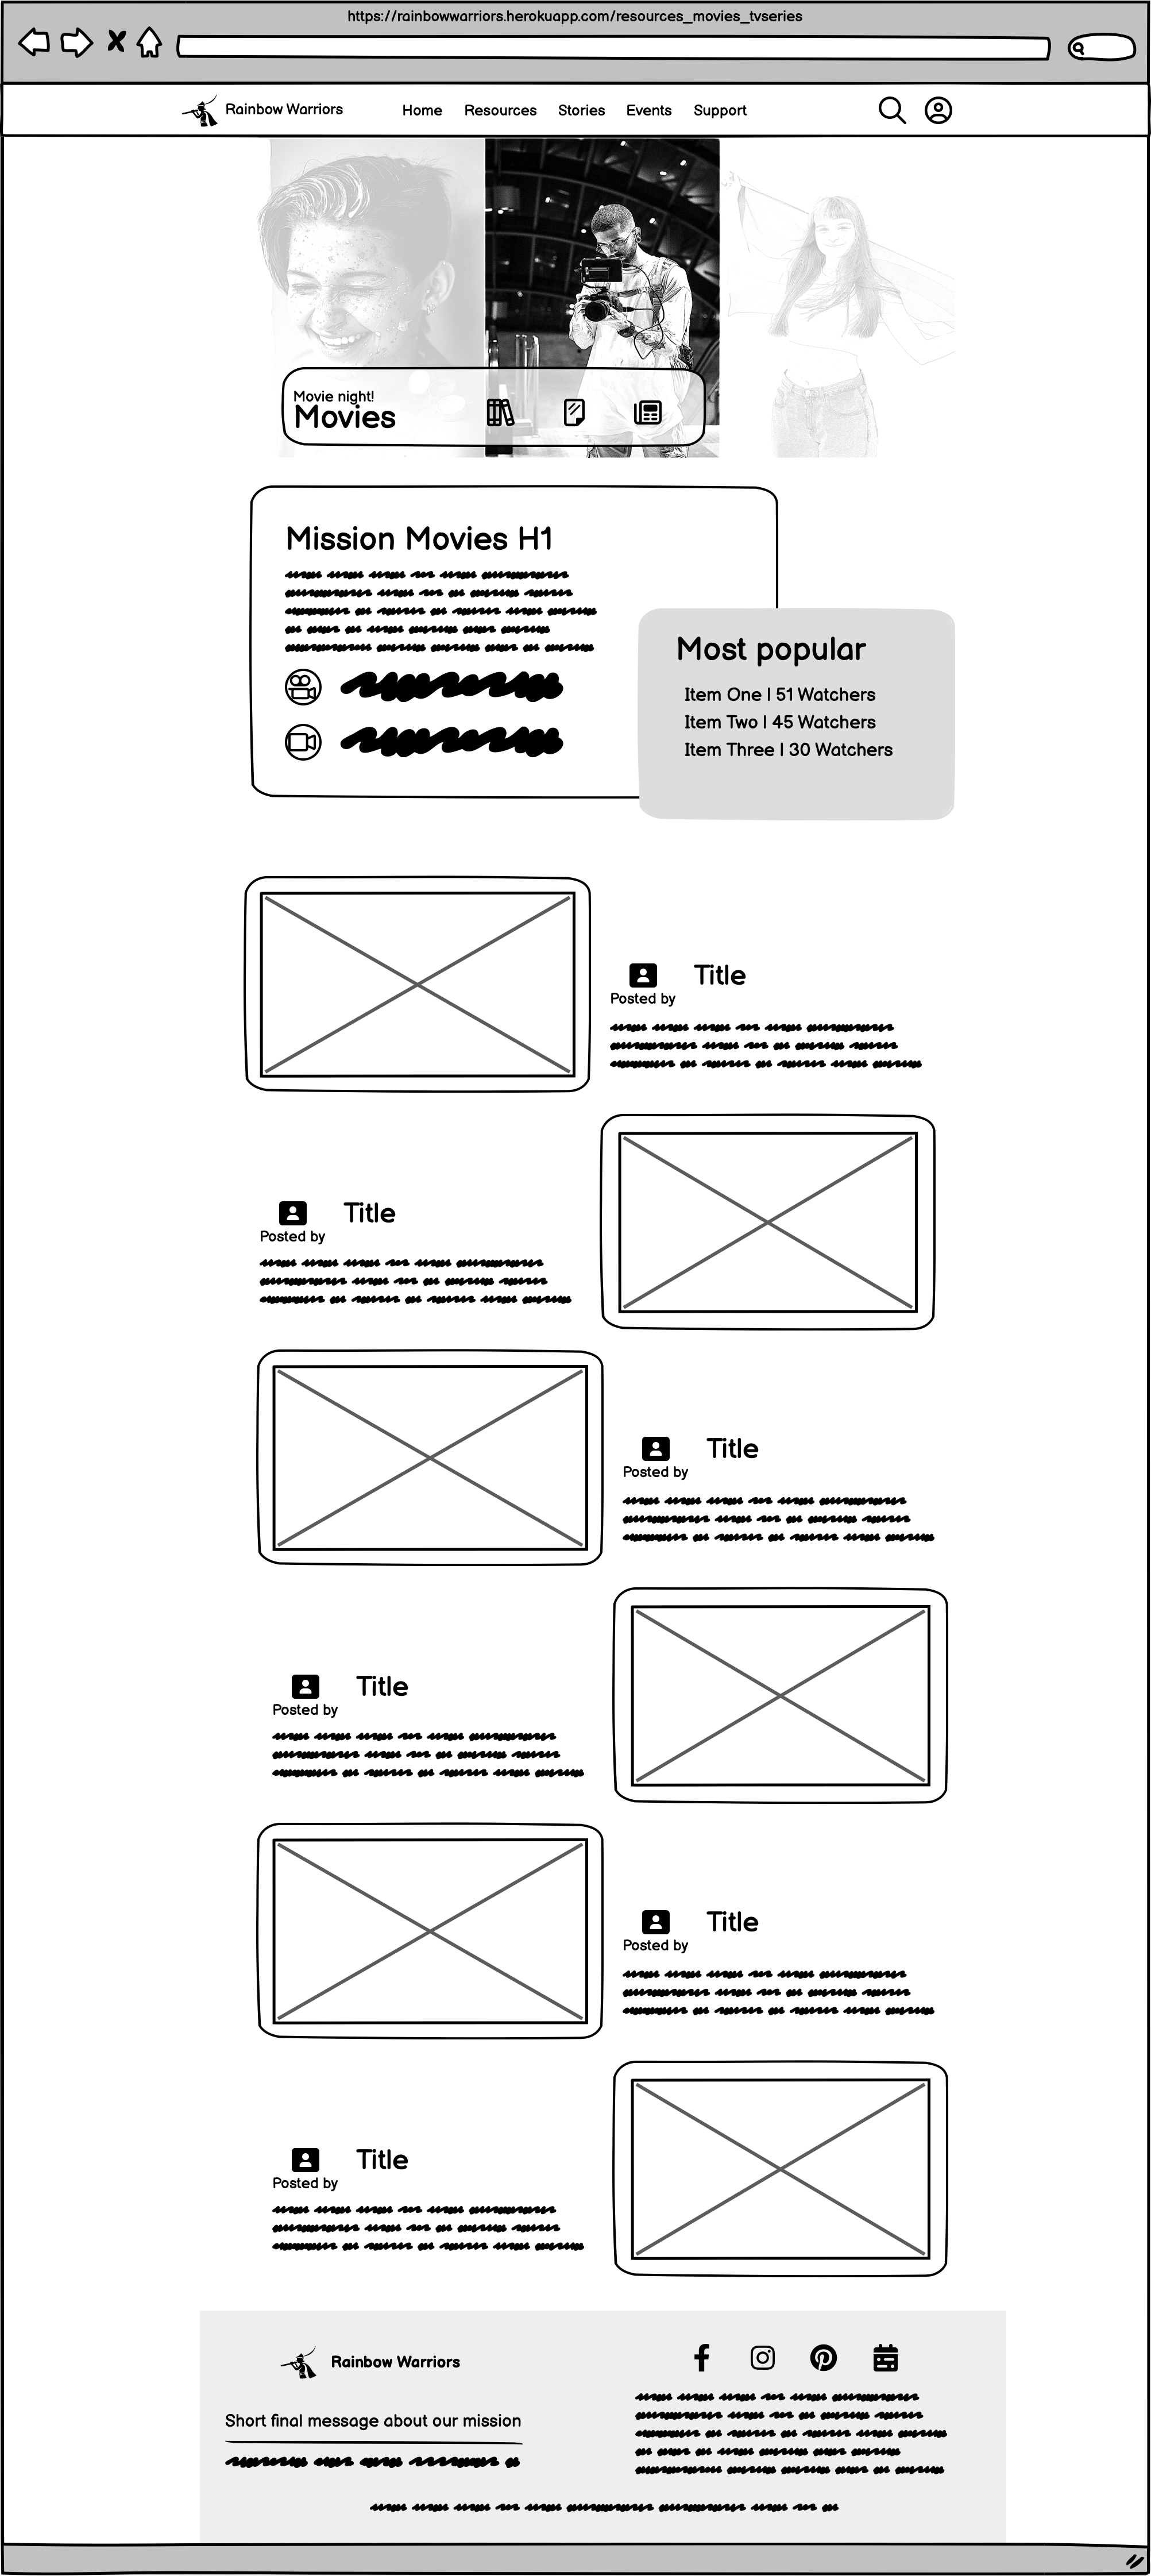 https://rainbowwarriors.herokuapp.com/resources_movies_tvseries
Rainbow Warriors Home Resources Stories Events Support
Movie night!
Movies
Mission Movies H1
Most popular
Item One | 51 Watchers
Item Two | 45 Watchers
Item Three | 30 Watchers
Title
Posted by
Title
Posted by
Title
Posted by
Title
Posted by
Title
Posted by
Title
Posted by
Rainbow Warriors
Short final message about our mission